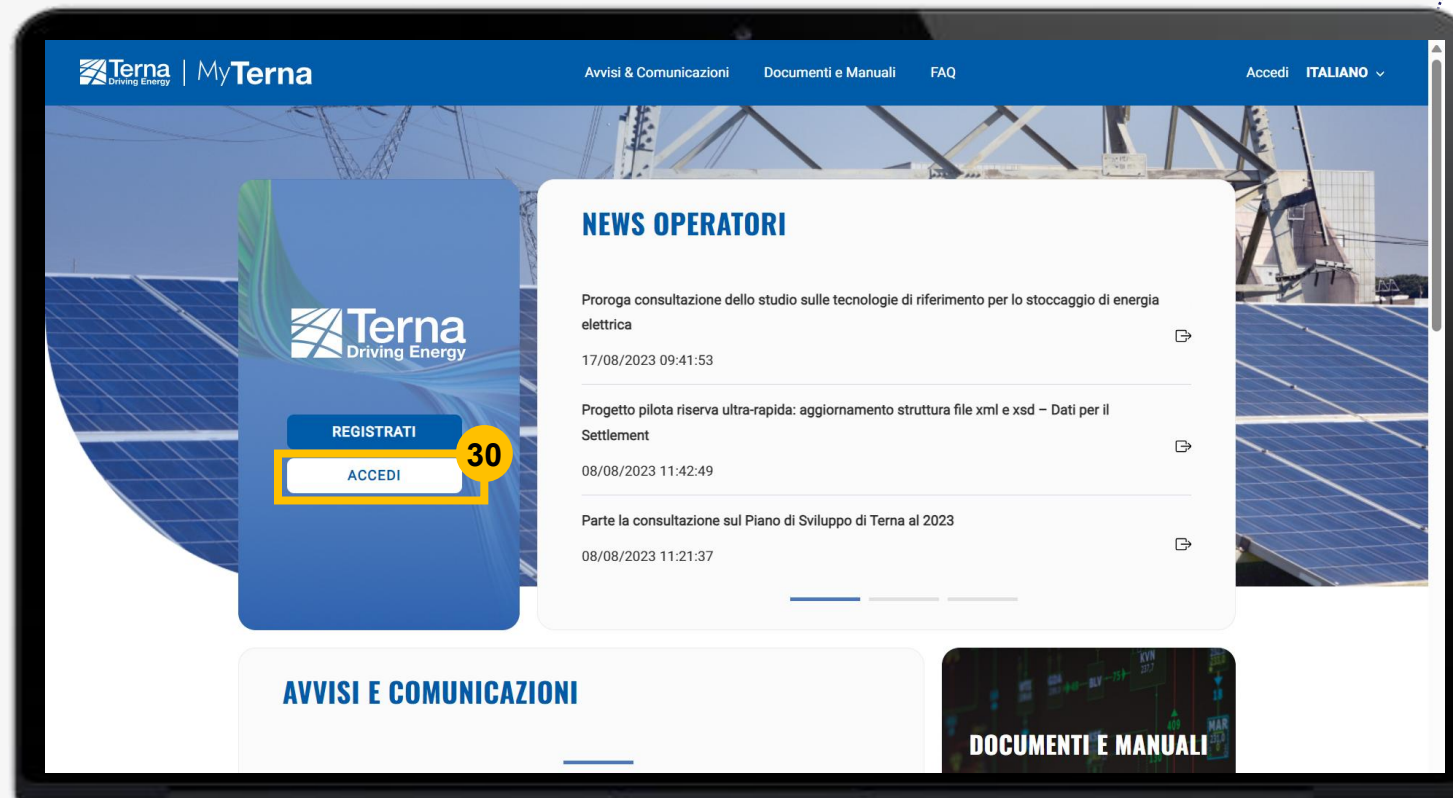 Terna
Driving Energy
MyTerna
Avvisi & Comunicazioni
Documenti e Manuali
FAQ
Accedi
ITALIANO
Terna
Driving Energy
REGISTRATI
ACCEDI
30
NEWS OPERATORI
Proroga consultazione dello studio sulle tecnologie di riferimento per lo stoccaggio di energia
elettrica
17/08/2023 09:41:53
Progetto pilota riserva ultra-rapida: aggiornamento struttura file xml e xsd – Dati per il
Settlement
08/08/2023 11:42:49
Parte la consultazione sul Piano di Sviluppo di Terna al 2023
08/08/2023 11:21:37
AVVISI E COMUNICAZIONI
KVN
BLV
MAR
409
DOCUMENTI E MANUALI